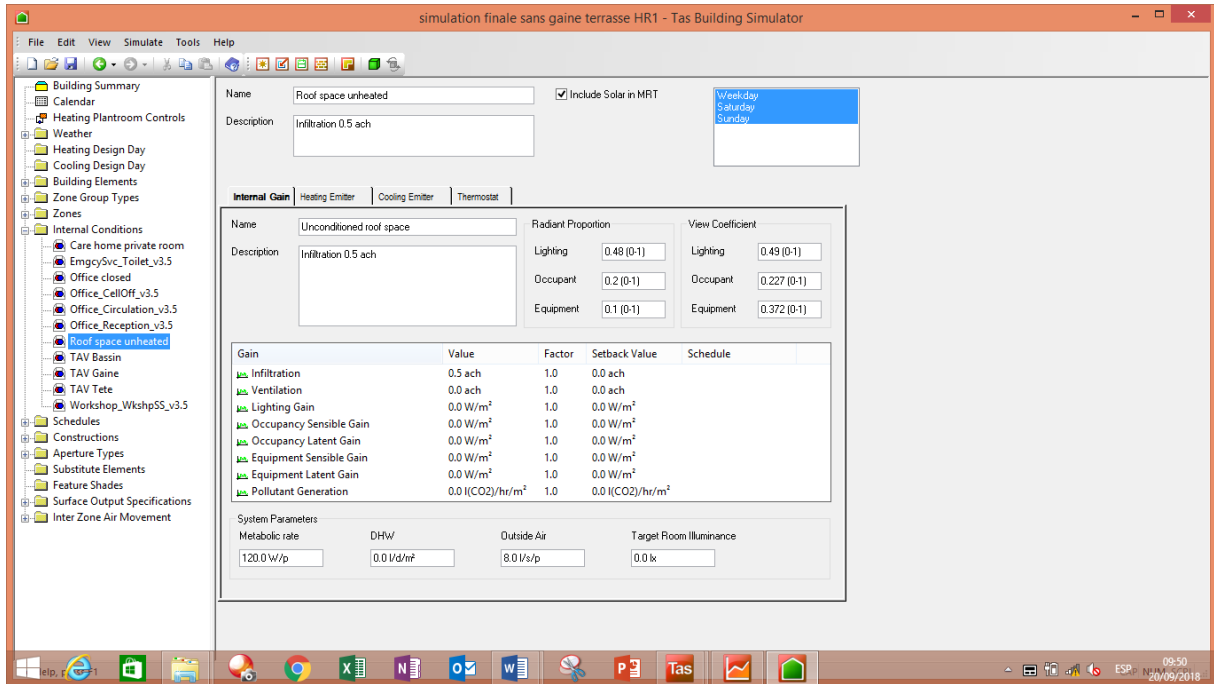 simulation finale sans gaine terrasse HR1 - Tas Building Simulator
File Edit View Simulate Tools Help
Building Summary
Calendar
Heating Plantroom Controls
Weather
Heating Design Day
Cooling Design Day
Building Elements
Zone Group Types
Zones
Internal Conditions
Care home private room
EmgcySvc_Toilet_v3.5
Office closed
Office_CellOff_v3.5
Office_Circulation_v3.5
Office_Reception_v3.5
Roof space unheated
TAV Bassin
TAV Gaine
TAV Tete
Workshop_WkshpSS_v3.5
Schedules
Constructions
Aperture Types
Substitute Elements
Feature Shades
Surface Output Specifications
Inter Zone Air Movement
Name Roof space unheated
Include Solar in MRT
Weekday
Saturday
Sunday
Description Infiltration 0.5 ach
Internal Gain Heating Emitter Cooling Emitter Thermostat
Name Unconditioned roof space
Description Infiltration 0.5 ach
Radiant Proportion
Lighting 0.48 (0-1)
Occupant 0.2 (0-1)
Equipment 0.1 (0-1)
View Coefficient
Lighting 0.49 (0-1)
Occupant 0.227 (0-1)
Equipment 0.372 (0-1)
Gain Value Factor Setback Value Schedule
Infiltration 0.5 ach 1.0 0.0 ach
Ventilation 0.0 ach 1.0 0.0 ach
Lighting Gain 0.0 W/m² 1.0 0.0 W/m²
Occupancy Sensible Gain 0.0 W/m² 1.0 0.0 W/m²
Occupancy Latent Gain 0.0 W/m² 1.0 0.0 W/m²
Equipment Sensible Gain 0.0 W/m² 1.0 0.0 W/m²
Equipment Latent Gain 0.0 W/m² 1.0 0.0 W/m²
Pollutant Generation 0.0 l(CO2)/hr/m² 1.0 0.0 l(CO2)/hr/m²
System Parameters
Metabolic rate DHW Outside Air Target Room Illuminance
120.0 W/p 0.0 l/d/m² 8.0 l/s/p 0.0 lx
Tas
ESP
09:50
20/09/2018